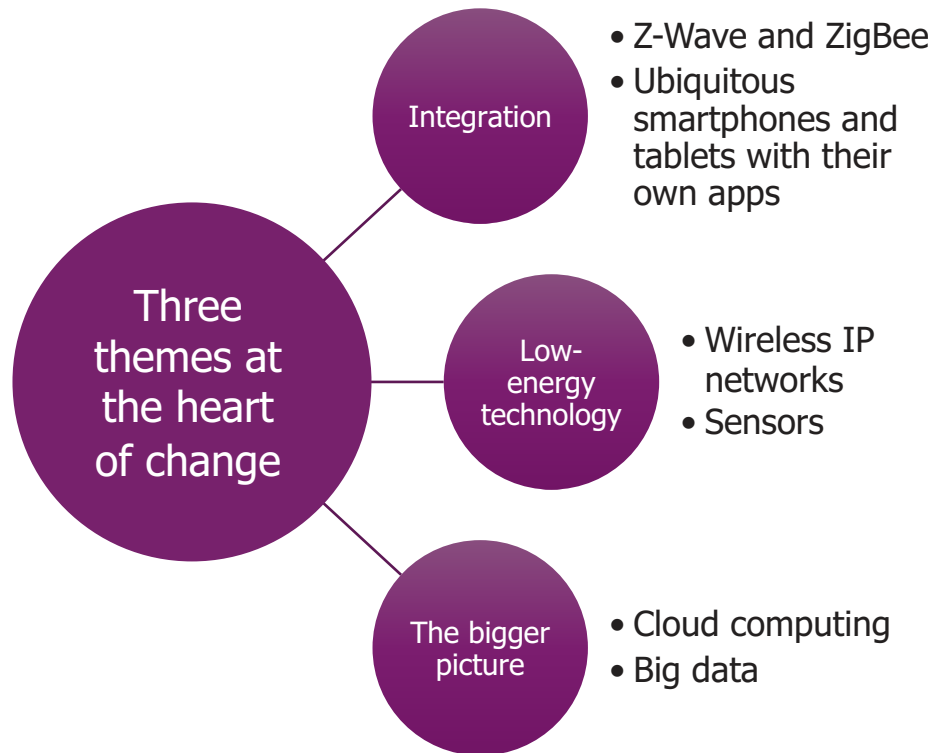 Three
themes at
the heart
of change
Integration
• Z-Wave and ZigBee
• Ubiquitous
smartphones and
tablets with their
own apps
Low-
energy
technology
• Wireless IP
networks
• Sensors
The bigger
picture
• Cloud computing
• Big data